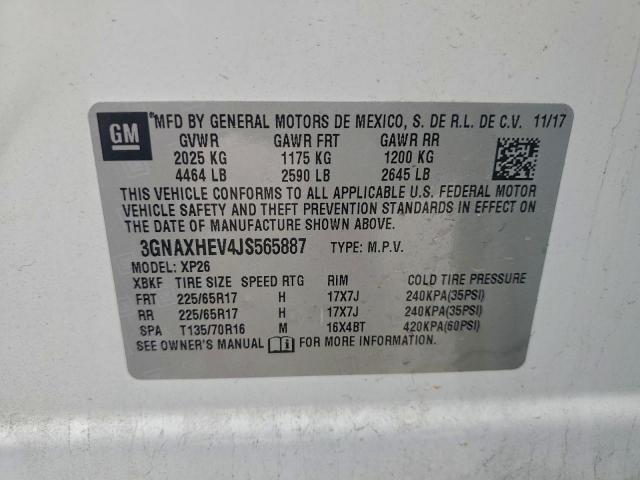 GM
*MFD BY GENERAL MOTORS DE MEXICO, S. DE R.L. DE C.V. 11/17
GVWR GAWR FRT GAWR RR
2025 KG 1175 KG 1200 KG
4464 LB 2590 LB 2645 LB
THIS VEHICLE CONFORMS TO ALL APPLICABLE U.S. FEDERAL MOTOR
VEHICLE SAFETY AND THEFT PREVENTION STANDARDS IN EFFECT ON
THE DATE OF MANUFACTURE SHOWN ABOVE.
3GNAXHEV4JS565887 TYPE: M.P.V.
MODEL: XP26
XBKF TIRE SIZE SPEED RTG RIM COLD TIRE PRESSURE
FRT 225/65R17 H 17X7J 240KPA(35PSI)
RR 225/65R17 H 17X7J 240KPA(35PSI)
SPA T135/70R16 M 16X4BT 420KPA(60PSI)
SEE OWNER'S MANUAL FOR MORE INFORMATION.